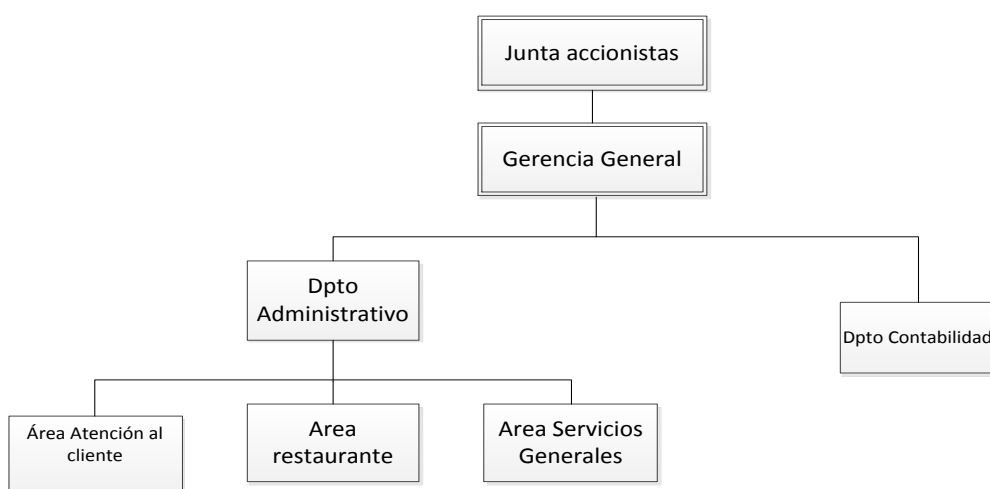 Junta accionistas
Gerencia General
Dpto
Administrativo
Dpto Contabilidad
Área Atención al
cliente
Area
restaurante
Area Servicios
Generales